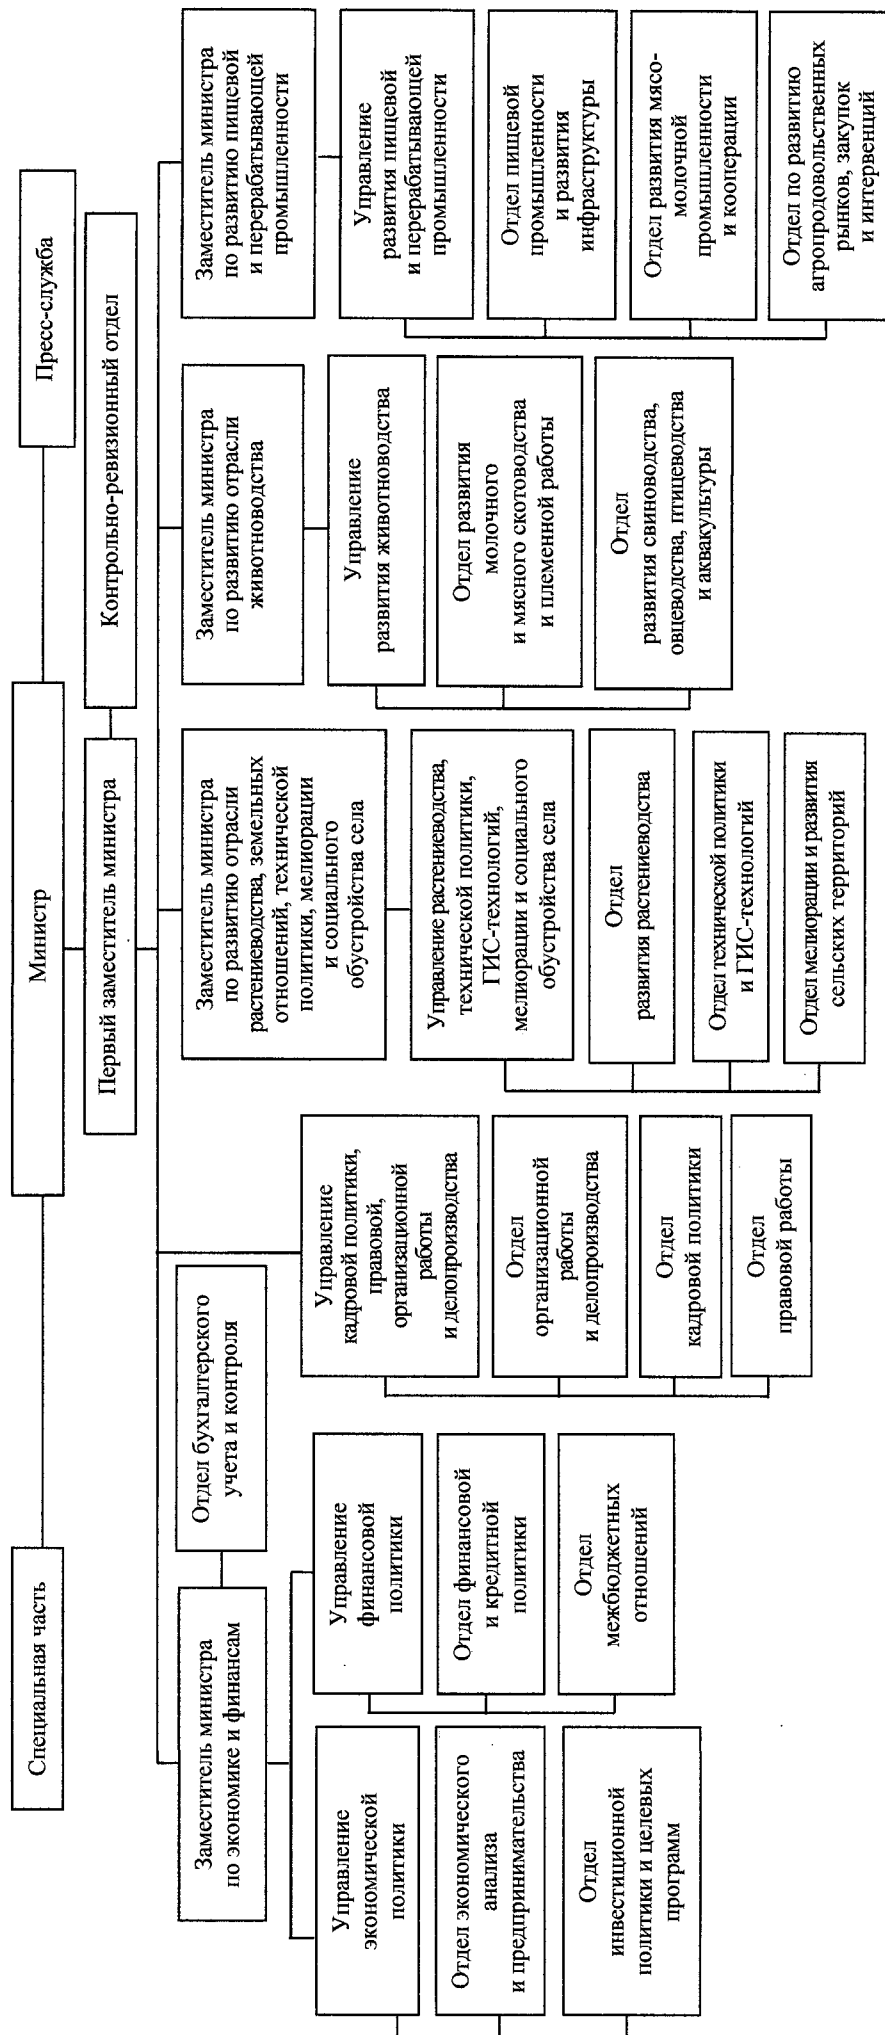 Специальная часть
Министр
Пресс-служба
Первый заместитель министра
Контрольно-ревизионный отдел
Заместитель министра
по экономике и финансам
Отдел бухгалтерского
учета и контроля
Управление
экономической
политики
Отдел экономического
анализа
и предпринимательства
Отдел
инвестиционной
политики и целевых
программ
Управление
финансовой
политики
Отдел финансовой
и кредитной
политики
Отдел
межбюджетных
отношений
Управление
кадровой политики,
правовой,
организационной
работы
и делопроизводства
Отдел
организационной
работы
и делопроизводства
Отдел
кадровой политики
Отдел
правовой работы
Заместитель министра
по развитию отрасли
растениеводства, земельных
отношений, технической
политики, мелиорации
и социального
обустройства села
Управление растениеводства,
технической политики,
ГИС-технологий,
мелиорации и социального
обустройства села
Отдел
развития растениеводства
Отдел технической политики
и ГИС-технологий
Отдел мелиорации и развития
сельских территорий
Заместитель министра
по развитию отрасли
животноводства
Управление
развития животноводства
Отдел развития
молочного
и мясного скотоводства
и племенной работы
Отдел
развития свиноводства,
овцеводства, птицеводства
и аквакультуры
Заместитель министра
по развитию пищевой
и перерабатывающей
промышленности
Управление
развития пищевой
и перерабатывающей
промышленности
Отдел пищевой
промышленности
и развития
инфраструктуры
Отдел развития мясо-
молочной
промышленности
и кооперации
Отдел по развитию
агропродовольственных
рынков, закупок
и интервенций